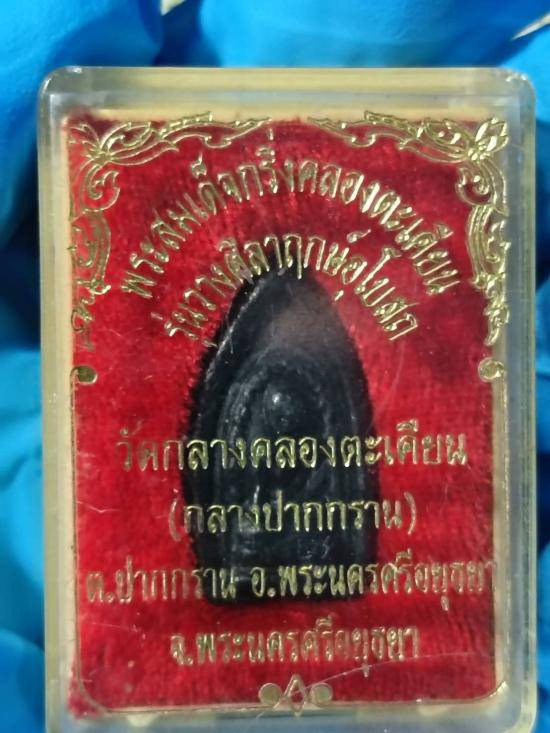 พระสมเด็จกริ่งคลองตะเคียน
รุ่นวางศิลาฤกษ์อุโบสถ
วัดกลางคลองตะเคียน
(กลางปากกราน)
ต.ปากกราน อ.พระนครศรีอยุธยา
จ.พระนครศรีอยุธยา